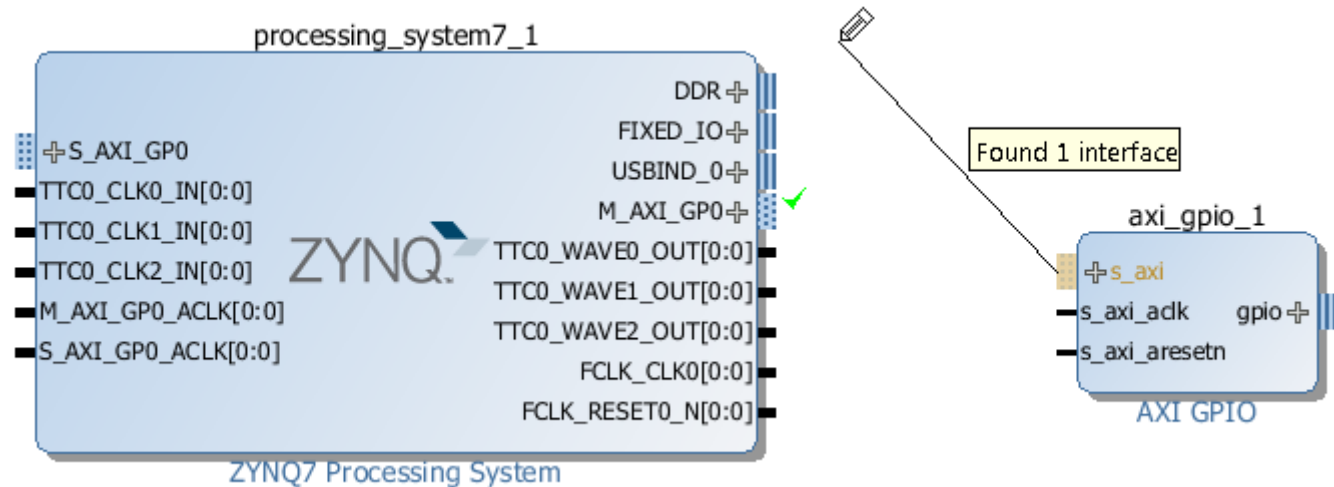 processing_system7_1
DDR
FIXED_IO
USBIND_0
M_AXI_GP0
TTC0_WAVE0_OUT[0:0]
TTC0_WAVE1_OUT[0:0]
TTC0_WAVE2_OUT[0:0]
FCLK_CLK0[0:0]
FCLK_RESET0_N[0:0]
S_AXI_GP0
TTC0_CLK0_IN[0:0]
TTC0_CLK1_IN[0:0]
TTC0_CLK2_IN[0:0]
M_AXI_GP0_ACLK[0:0]
S_AXI_GP0_ACLK[0:0]
ZYNQ
ZYNQ7 Processing System
Found 1 interface
axi_gpio_1
s_axi
s_axi_aclk
s_axi_aresetn
gpio
AXI GPIO